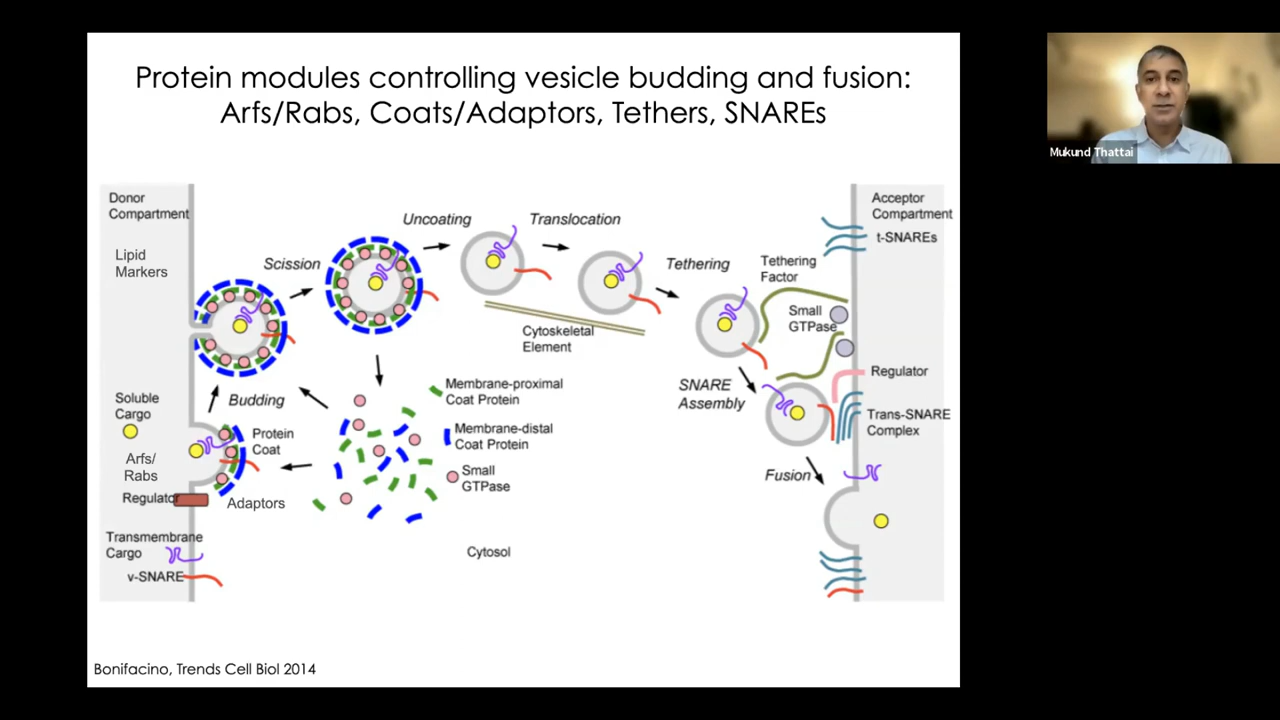 Protein modules controlling vesicle budding and fusion:
Arfs/Rabs, Coats/Adaptors, Tethers, SNAREs
Mukund Thattai
Donor
Compartment
Lipid
Markers
Scission
Uncoating
Translocation
Tethering
Tethering
Factor
Acceptor
Compartment
t-SNAREs
Small
GTPase
Cytoskeletal
Element
Regulator
SNARE
Assembly
Trans-SNARE
Complex
Fusion
Soluble
Cargo
Budding
Protein
Coat
Membrane-proximal
Coat Protein
Membrane-distal
Coat Protein
Small
GTPase
Arfs/
Rabs
Regulator
Adaptors
Transmembrane
Cargo
v-SNARE
Cytosol
Bonifacino, Trends Cell Biol 2014